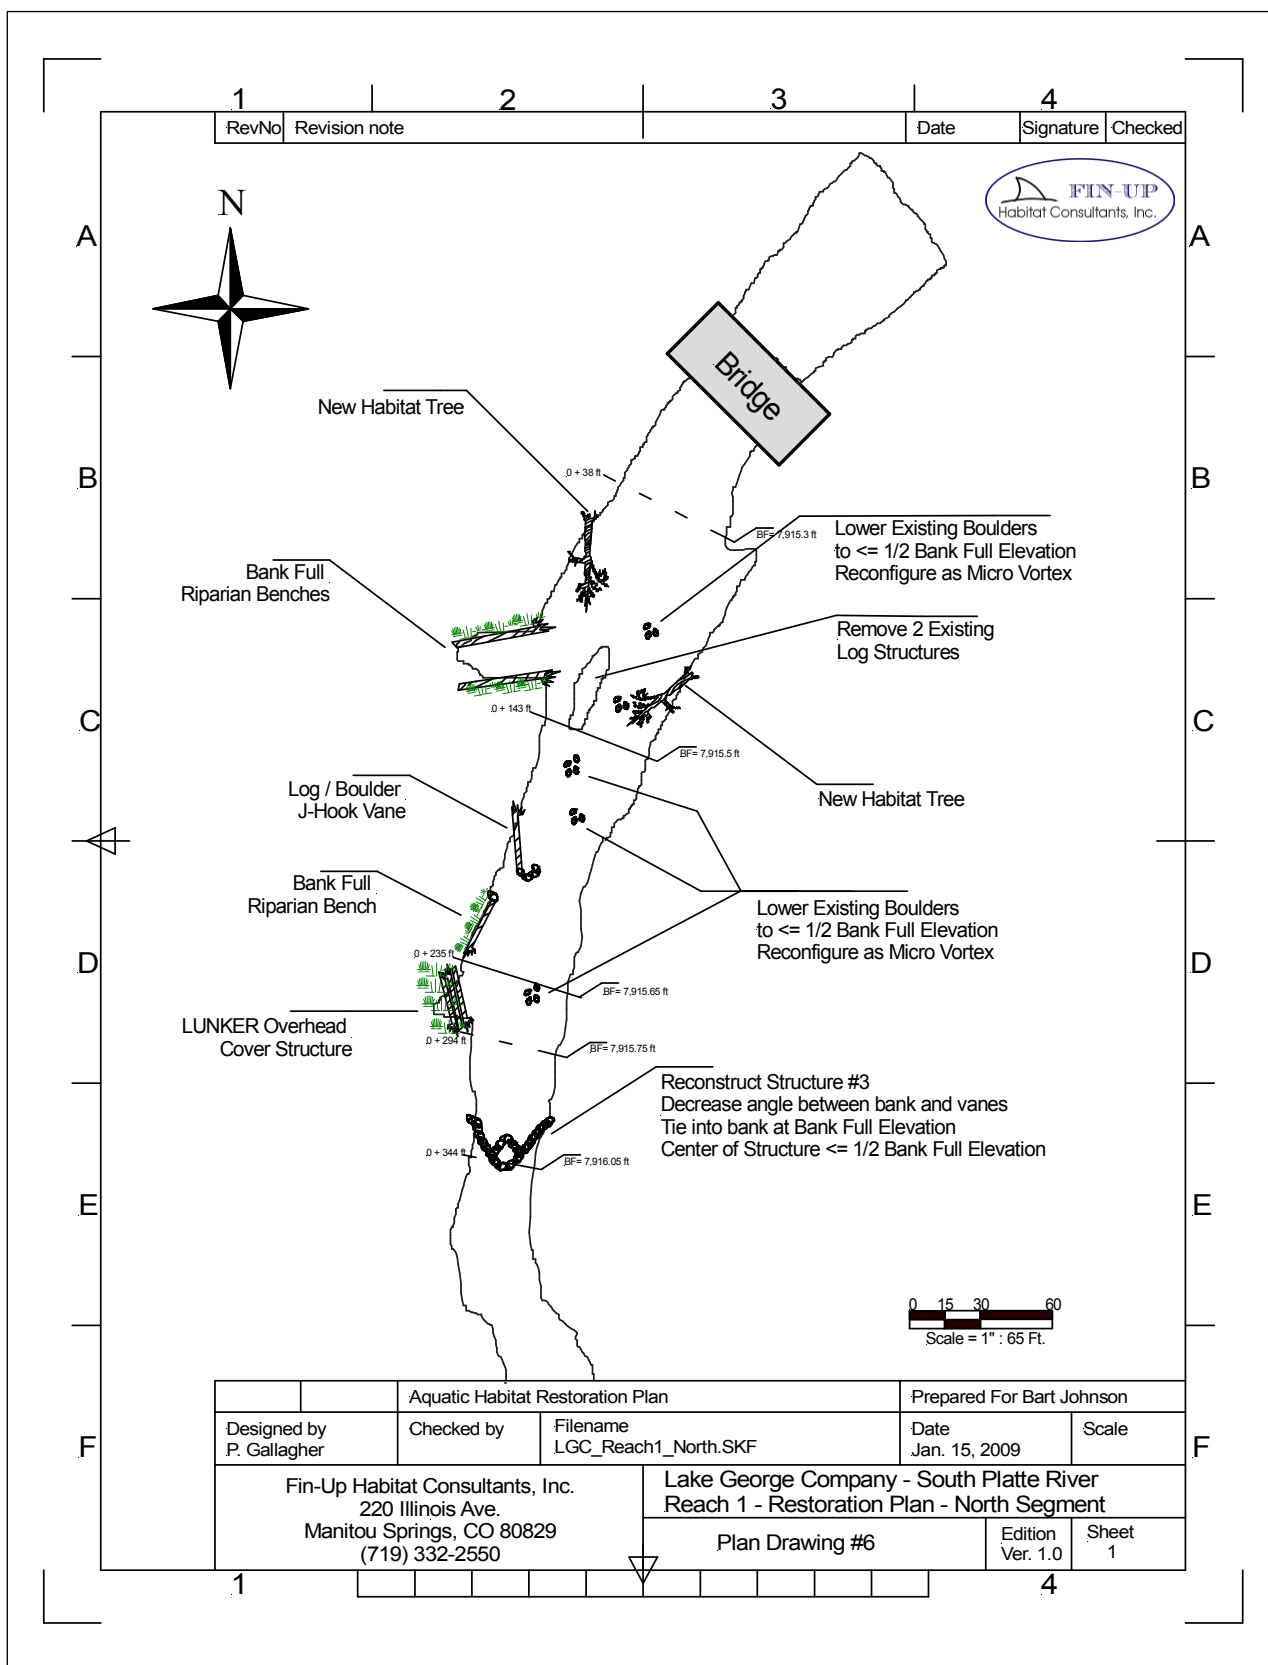 1 2 3 4
RevNo Revision note Date Signature Checked
FIN-UP
Habitat Consultants, Inc.
N
A A
Bridge
New Habitat Tree
B B
0 + 38 ft
BF= 7,915.3 ft
Lower Existing Boulders
to <= 1/2 Bank Full Elevation
Reconfigure as Micro Vortex
Bank Full
Riparian Benches
Remove 2 Existing
Log Structures
C C
0 + 143 ft
BF= 7,915.5 ft
Log / Boulder
J-Hook Vane
New Habitat Tree
Bank Full
Riparian Bench
Lower Existing Boulders
to <= 1/2 Bank Full Elevation
Reconfigure as Micro Vortex
D D
0 + 235 ft
BF= 7,915.65 ft
LUNKER Overhead
Cover Structure
0 + 294 ft
BF= 7,915.75 ft
Reconstruct Structure #3
Decrease angle between bank and vanes
Tie into bank at Bank Full Elevation
Center of Structure <= 1/2 Bank Full Elevation
0 + 344 ft
BF= 7,916.05 ft
E E
0 15 30 60
Scale = 1" : 65 Ft.
Aquatic Habitat Restoration Plan
Prepared For Bart Johnson
F F
Designed by
P. Gallagher
Checked by
Filename
LGC_Reach1_North.SKF
Date
Jan. 15, 2009
Scale
Fin-Up Habitat Consultants, Inc.
220 Illinois Ave.
Manitou Springs, CO 80829
(719) 332-2550
Lake George Company - South Platte River
Reach 1 - Restoration Plan - North Segment
Plan Drawing #6
Edition
Ver. 1.0
Sheet
1
1 4